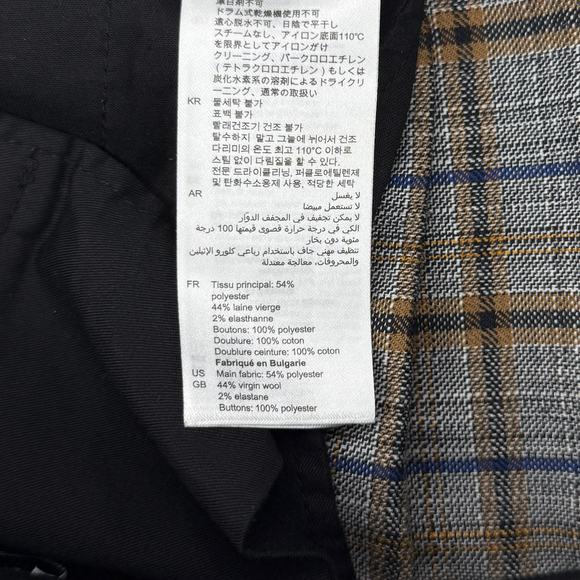 漂白剤不可
ドラム式乾燥機使用不可
遠心脱水不可、日陰で平干し
スチームなし、アイロン底面110℃
を限界としてアイロンがけ
クリーニング、パークロロエチレン
(テトラクロロエチレン)もしくは
炭化水素系の溶剤によるドライクリ
ーニング、通常の取扱い
KR 물세탁 불가
표백 불가
빨래건조기 건조 불가
탈수하지 말고 그늘에 뉘어서 건조
다리미의 온도 최고 110°C 이하로
스팀 없이 다림질을 할 수 있다
전문 드라이클리닝, 퍼클로에틸렌제
및 탄화수소용제 사용, 적당한 세탁
AR لا يغسل
لا تستعمل مبيضا
لا يمكن تجفيف في المجفف الدوّار
الكي في درجة حرارة قصوى قيمتها 100 درجة
مئوية دون بخار
تنظيف مهني جاف باستخدام رباعي كلورو الإثيلين
والمحروقات، معالجة معتدلة
FR Tissu principal: 54%
polyester
44% laine vierge
2% elasthanne
Boutons: 100% polyester
Doublure: 100% coton
Doublure ceinture: 100% coton
Fabriqué en Bulgarie
US Main fabric: 54% polyester
GB 44% virgin wool
2% elastane
Buttons: 100% polyester